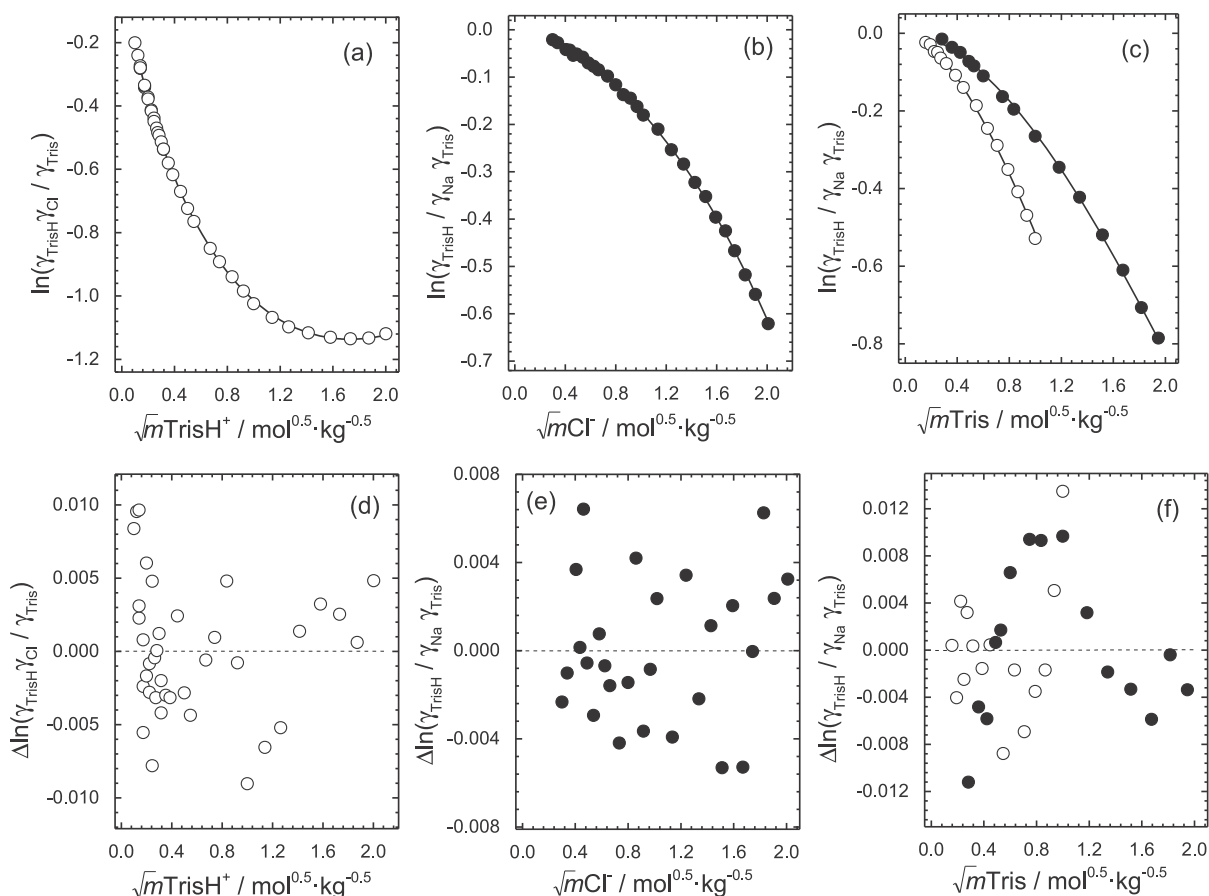 (a)
ln(γTrisH γCl / γTris)
-0.2
-0.4
-0.6
-0.8
-1.0
-1.2
0.0 0.4 0.8 1.2 1.6 2.0
√mTrisH⁺ / mol⁰·⁵·kg⁻⁰·⁵
(b)
ln(γTrisH / γNa γTris)
0.0
-0.1
-0.2
-0.3
-0.4
-0.5
-0.6
-0.7
0.0 0.4 0.8 1.2 1.6 2.0
√mCl⁻ / mol⁰·⁵·kg⁻⁰·⁵
(c)
ln(γTrisH / γNa γTris)
0.0
-0.2
-0.4
-0.6
-0.8
0.0 0.4 0.8 1.2 1.6 2.0
√mTris / mol⁰·⁵·kg⁻⁰·⁵
(d)
Δln(γTrisH γCl / γTris)
0.010
0.005
0.000
-0.005
-0.010
0.0 0.4 0.8 1.2 1.6 2.0
√mTrisH⁺ / mol⁰·⁵·kg⁻⁰·⁵
(e)
Δln(γTrisH / γNa γTris)
0.008
0.004
0.000
-0.004
-0.008
0.0 0.4 0.8 1.2 1.6 2.0
√mCl⁻ / mol⁰·⁵·kg⁻⁰·⁵
(f)
Δln(γTrisH / γNa γTris)
0.012
0.008
0.004
0.000
-0.004
-0.008
-0.012
0.0 0.4 0.8 1.2 1.6 2.0
√mTris / mol⁰·⁵·kg⁻⁰·⁵